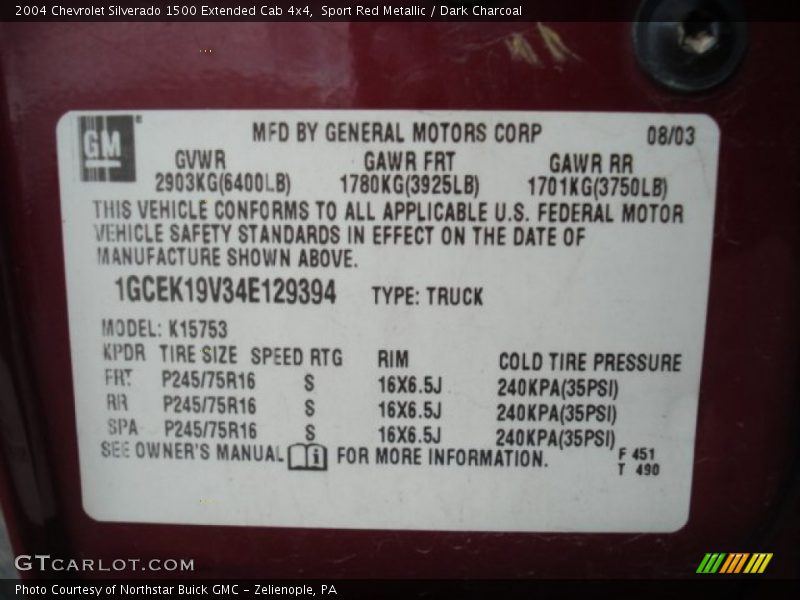 2004 Chevrolet Silverado 1500 Extended Cab 4x4, Sport Red Metallic / Dark Charcoal
GM
MFD BY GENERAL MOTORS CORP 08/03
GVWR GAWR FRT GAWR RR
2903KG(6400LB) 1780KG(3925LB) 1701KG(3750LB)
THIS VEHICLE CONFORMS TO ALL APPLICABLE U.S. FEDERAL MOTOR
VEHICLE SAFETY STANDARDS IN EFFECT ON THE DATE OF
MANUFACTURE SHOWN ABOVE.
1GCEK19V34E129394 TYPE: TRUCK
MODEL: K15753
KPDR TIRE SIZE SPEED RTG RIM COLD TIRE PRESSURE
FRT P245/75R16 S 16X6.5J 240KPA(35PSI)
RR P245/75R16 S 16X6.5J 240KPA(35PSI)
SPA P245/75R16 S 16X6.5J 240KPA(35PSI)
SEE OWNER'S MANUAL i FOR MORE INFORMATION.
F 451
T 490
GTCARLOT.COM
Photo Courtesy of Northstar Buick GMC - Zelienople, PA